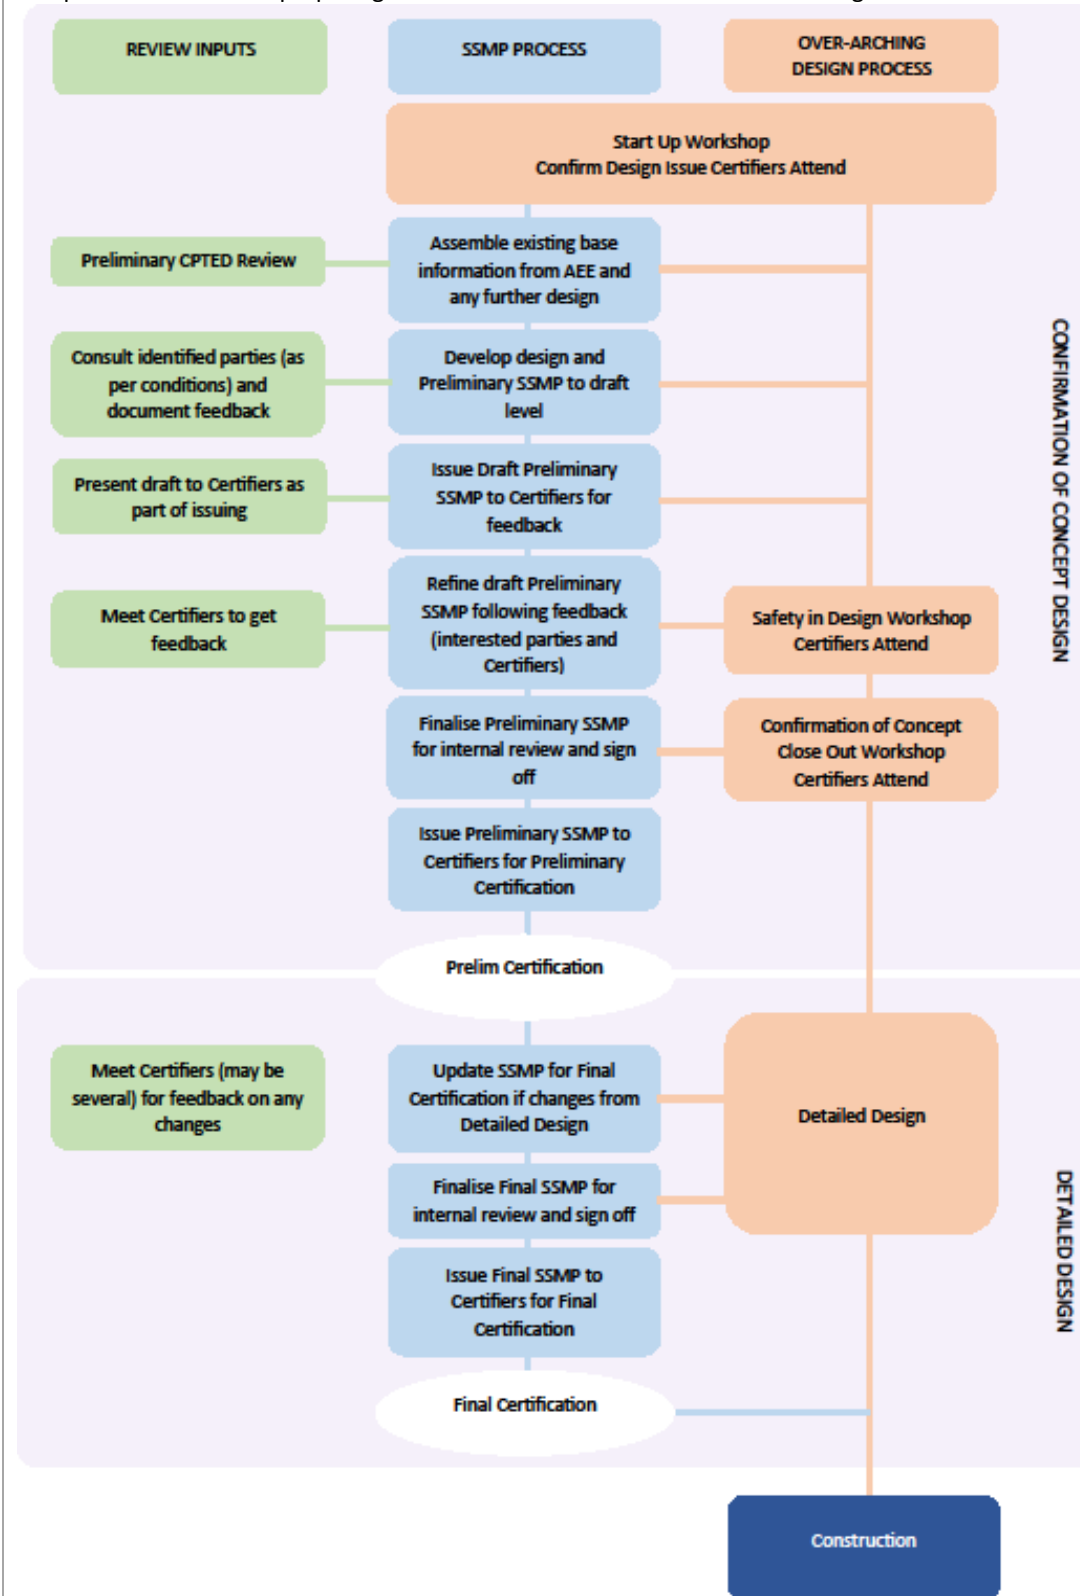 REVIEW INPUTS
SSMP PROCESS
OVER-ARCHING
DESIGN PROCESS
Start Up Workshop
Confirm Design Issue Certifiers Attend
Preliminary CPTED Review
Assemble existing base
information from AEE and
any further design
Consult identified parties (as
per conditions) and
document feedback
Develop design and
Preliminary SSMP to draft
level
Present draft to Certifiers as
part of issuing
Issue Draft Preliminary
SSMP to Certifiers for
feedback
Meet Certifiers to get
feedback
Refine draft Preliminary
SSMP following feedback
(interested parties and
Certifiers)
Safety in Design Workshop
Certifiers Attend
Finalise Preliminary SSMP
for internal review and sign
off
Confirmation of Concept
Close Out Workshop
Certifiers Attend
Issue Preliminary SSMP to
Certifiers for Preliminary
Certification
CONFIRMATION OF CONCEPT DESIGN
Prelim Certification
Meet Certifiers (may be
several) for feedback on any
changes
Update SSMP for Final
Certification if changes from
Detailed Design
Detailed Design
Finalise Final SSMP for
internal review and sign off
Issue Final SSMP to
Certifiers for Final
Certification
DETAILED DESIGN
Final Certification
Construction